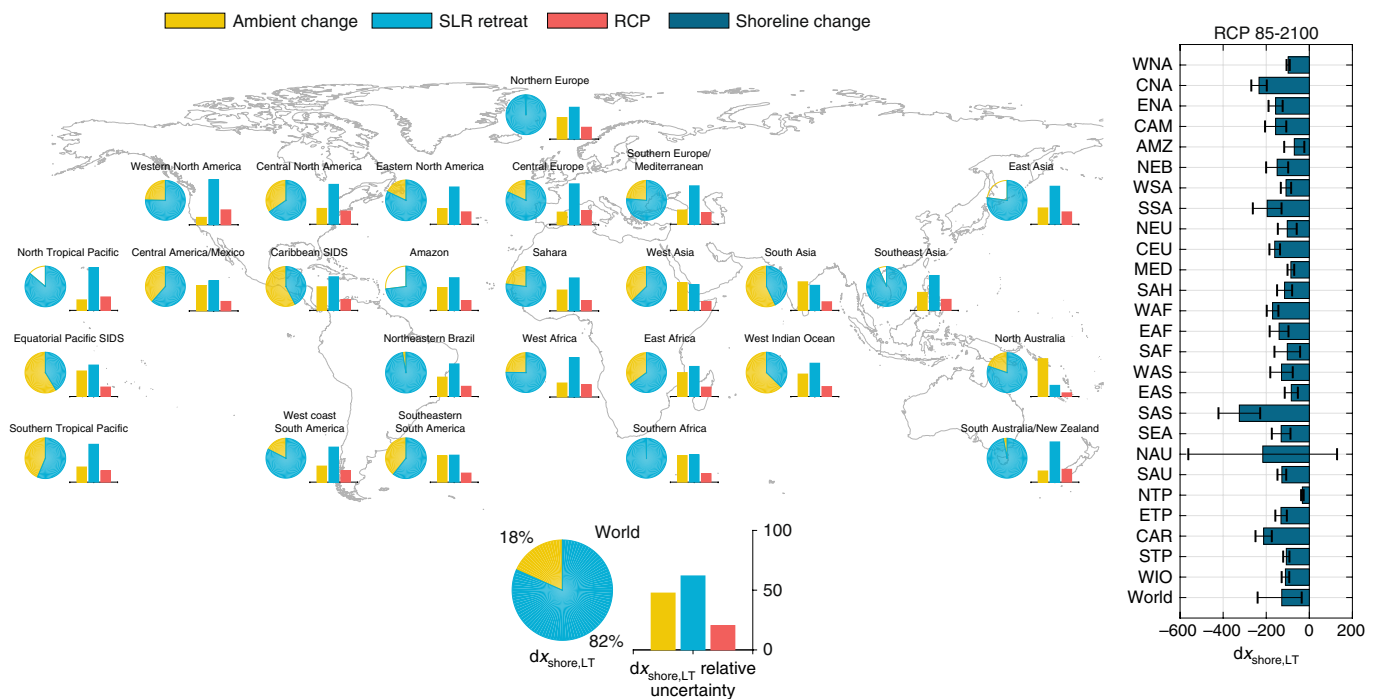 Ambient change SLR retreat RCP Shoreline change
Northern Europe
Western North America Central North America Eastern North America Central Europe Southern Europe/
Mediterranean East Asia
North Tropical Pacific Central America/Mexico Caribbean SIDS Amazon Sahara West Asia South Asia Southeast Asia
Equatorial Pacific SIDS Northeastern Brazil West Africa East Africa West Indian Ocean North Australia
Southern Tropical Pacific West coast
South America Southeastern
South America Southern Africa South Australia/New Zealand
World
18%
82%
dx shore,LT
100
50
0
dx shore,LT relative
uncertainty
RCP 85-2100
WNA
CNA
ENA
CAM
AMZ
NEB
WSA
SSA
NEU
CEU
MED
SAH
WAF
EAF
SAF
WAS
EAS
SAS
SEA
NAU
SAU
NTP
ETP
CAR
STP
WIO
World
−600 −400 −200 0 200
dx shore,LT